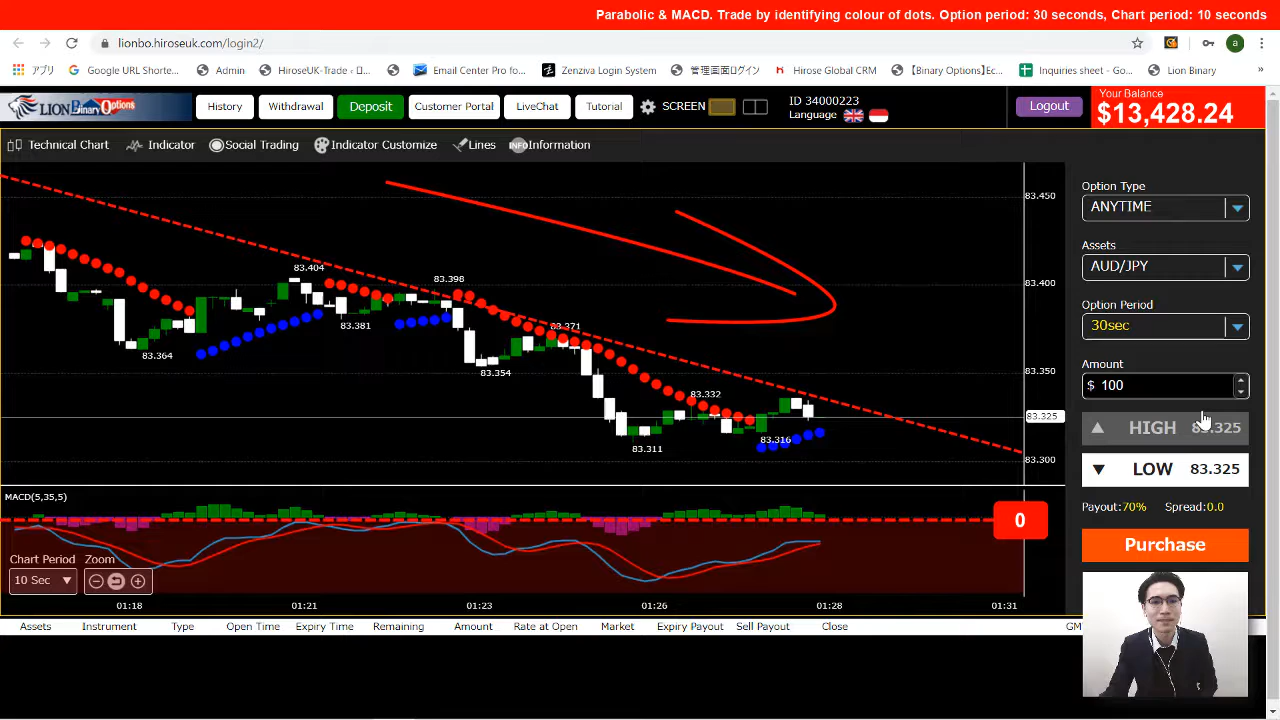 Parabolic & MACD. Trade by identifying colour of dots. Option period: 30 seconds, Chart period: 10 seconds
lionbo.hiroseuk.com/login2/
a
アプリ Google URL Shorte... Admin HiroseUK-Trade ‹ ロ... Email Center Pro fo... Zenziva Login System 管理画面ログイン Hirose Global CRM 【Binary Options】Ec... Inquiries sheet - Go... Lion Binary »
LION Binary Options History Withdrawal Deposit Customer Portal LiveChat Tutorial SCREEN ID 34000223 Language Logout Your Balance $13,428.24
Technical Chart Indicator Social Trading Indicator Customize Lines INFO Information
83.450
83.404 83.398 83.400
83.381 83.371
83.364 83.354 83.350
83.332
83.325
83.316
83.311 83.300
Option Type
ANYTIME
Assets
AUD/JPY
Option Period
30sec
Amount
$ 100
HIGH 83.325
LOW 83.325
Payout:70% Spread:0.0
Purchase
MACD(5,35,5)
0
Chart Period Zoom
10 Sec
01:18 01:21 01:23 01:26 01:28 01:31
Assets Instrument Type Open Time Expiry Time Remaining Amount Rate at Open Market Expiry Payout Sell Payout Close GM